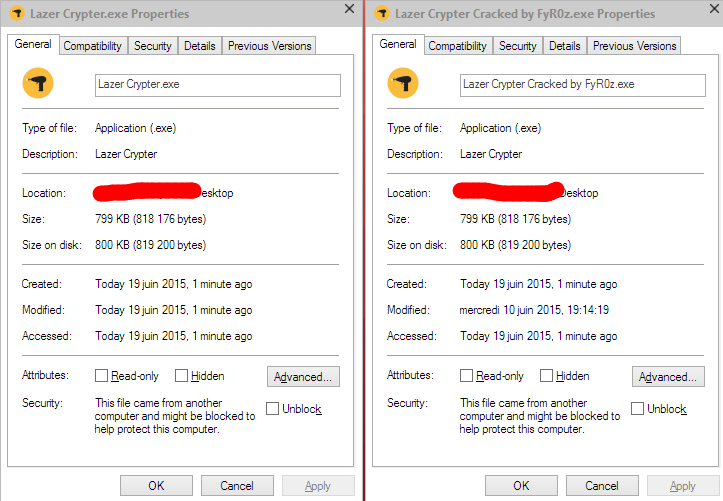 Lazer Crypter.exe Properties
General Compatibility Security Details Previous Versions
Lazer Crypter.exe
Type of file: Application (.exe)
Description: Lazer Crypter
Location: esktop
Size: 799 KB (818 176 bytes)
Size on disk: 800 KB (819 200 bytes)
Created: Today 19 juin 2015, 1 minute ago
Modified: Today 19 juin 2015, 1 minute ago
Accessed: Today 19 juin 2015, 1 minute ago
Attributes: Read-only Hidden Advanced...
Security: This file came from another
computer and might be blocked to
help protect this computer.
Unblock
OK Cancel Apply
Lazer Crypter Cracked by FyR0z.exe Properties
General Compatibility Security Details Previous Versions
Lazer Crypter Cracked by FyR0z.exe
Type of file: Application (.exe)
Description: Lazer Crypter
Location: Desktop
Size: 799 KB (818 176 bytes)
Size on disk: 800 KB (819 200 bytes)
Created: Today 19 juin 2015, 1 minute ago
Modified: mercredi 10 juin 2015, 19:14:19
Accessed: Today 19 juin 2015, 1 minute ago
Attributes: Read-only Hidden Advanced...
Security: This file came from another
computer and might be blocked to
help protect this computer.
Unblock
OK Cancel Apply